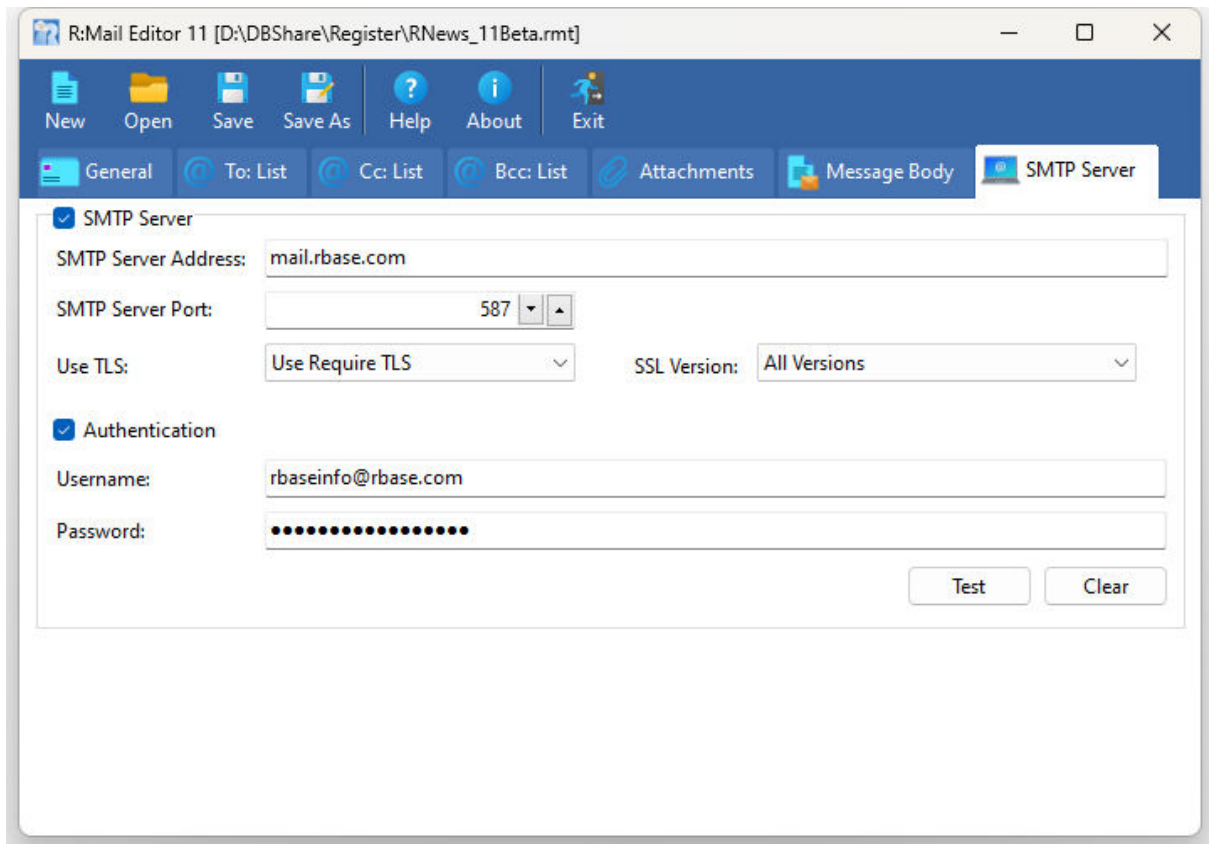 R:Mail Editor 11 [D:\DBShare\Register\RNews_11Beta.rmt]
New Open Save Save As Help About Exit
General To: List Cc: List Bcc: List Attachments Message Body SMTP Server
SMTP Server
SMTP Server Address: mail.rbase.com
SMTP Server Port: 587
Use TLS: Use Require TLS SSL Version: All Versions
Authentication
Username: rbaseinfo@rbase.com
Password: •••••••••••••••••
Test Clear